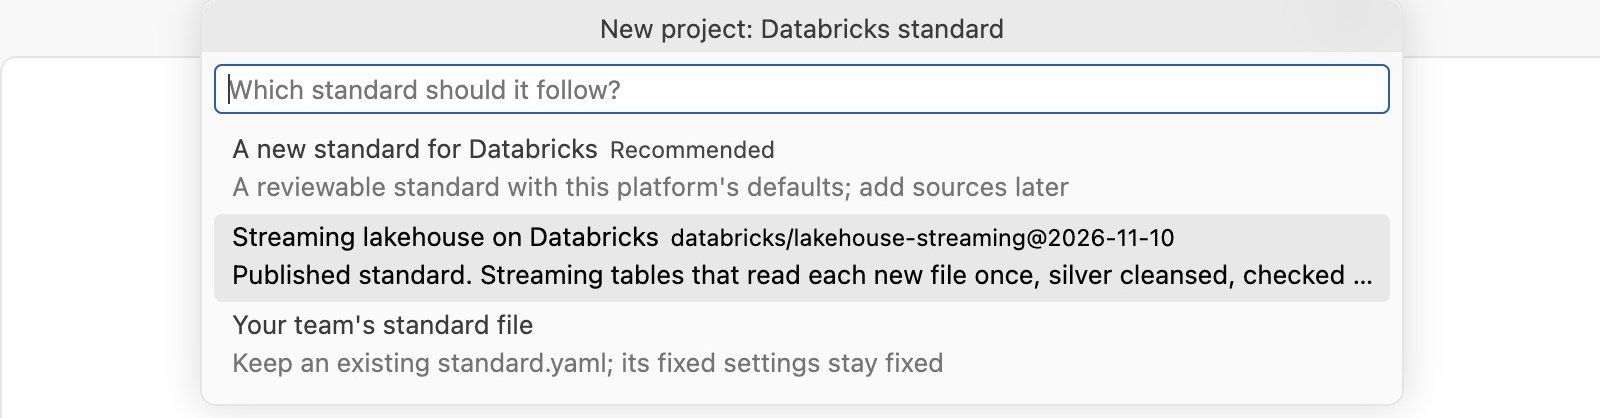 New project: Databricks standard
Which standard should it follow?
A new standard for Databricks Recommended
A reviewable standard with this platform's defaults; add sources later
Streaming lakehouse on Databricks databricks/lakehouse-streaming@2026-11-10
Published standard. Streaming tables that read each new file once, silver cleansed, checked ...
Your team's standard file
Keep an existing standard.yaml; its fixed settings stay fixed